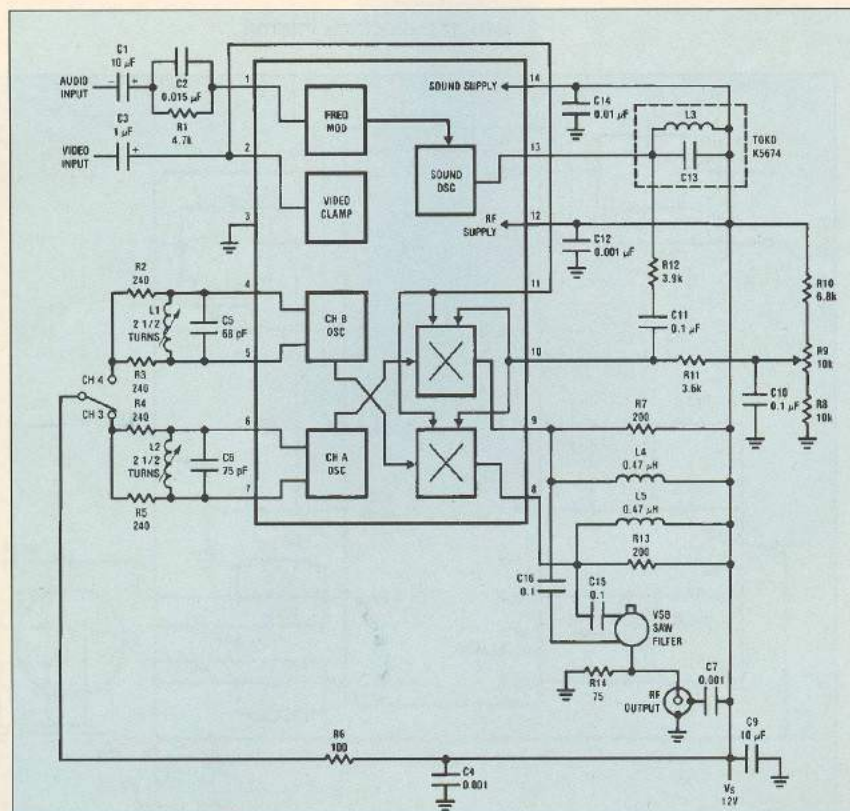 C1
10 µF
AUDIO
INPUT
- +
C2
0.015 µF
R1
4.7k
C3
1 µF
VIDEO
INPUT
+
1
2
3
FREQ
MOD
VIDEO
CLAMP
SOUND
OSC
SOUND SUPPLY
14
C14
0.01 µF
13
L3
C13
TOKO
K5674
RF
SUPPLY
12
C12
0.001 µF
R12
3.9k
C11
0.1 µF
R10
6.8k
R9
10k
R8
10k
R2
240
L1
2 1/2
TURNS
C5
68 pF
4
5
CH B
OSC
11
10
R11
3.6k
C10
0.1 µF
CH 4
R3
240
CH 3
R4
240
L2
2 1/2
TURNS
C6
75 pF
6
7
CH A
OSC
R5
240
9
8
R7
200
L4
0.47 µH
L5
0.47 µH
R13
200
C16
0.1
C15
0.1
VSB
SAW
FILTER
R14
75
RF
OUTPUT
C7
0.001
C9
10 µF
R6
100
C4
0.001
VS
12V